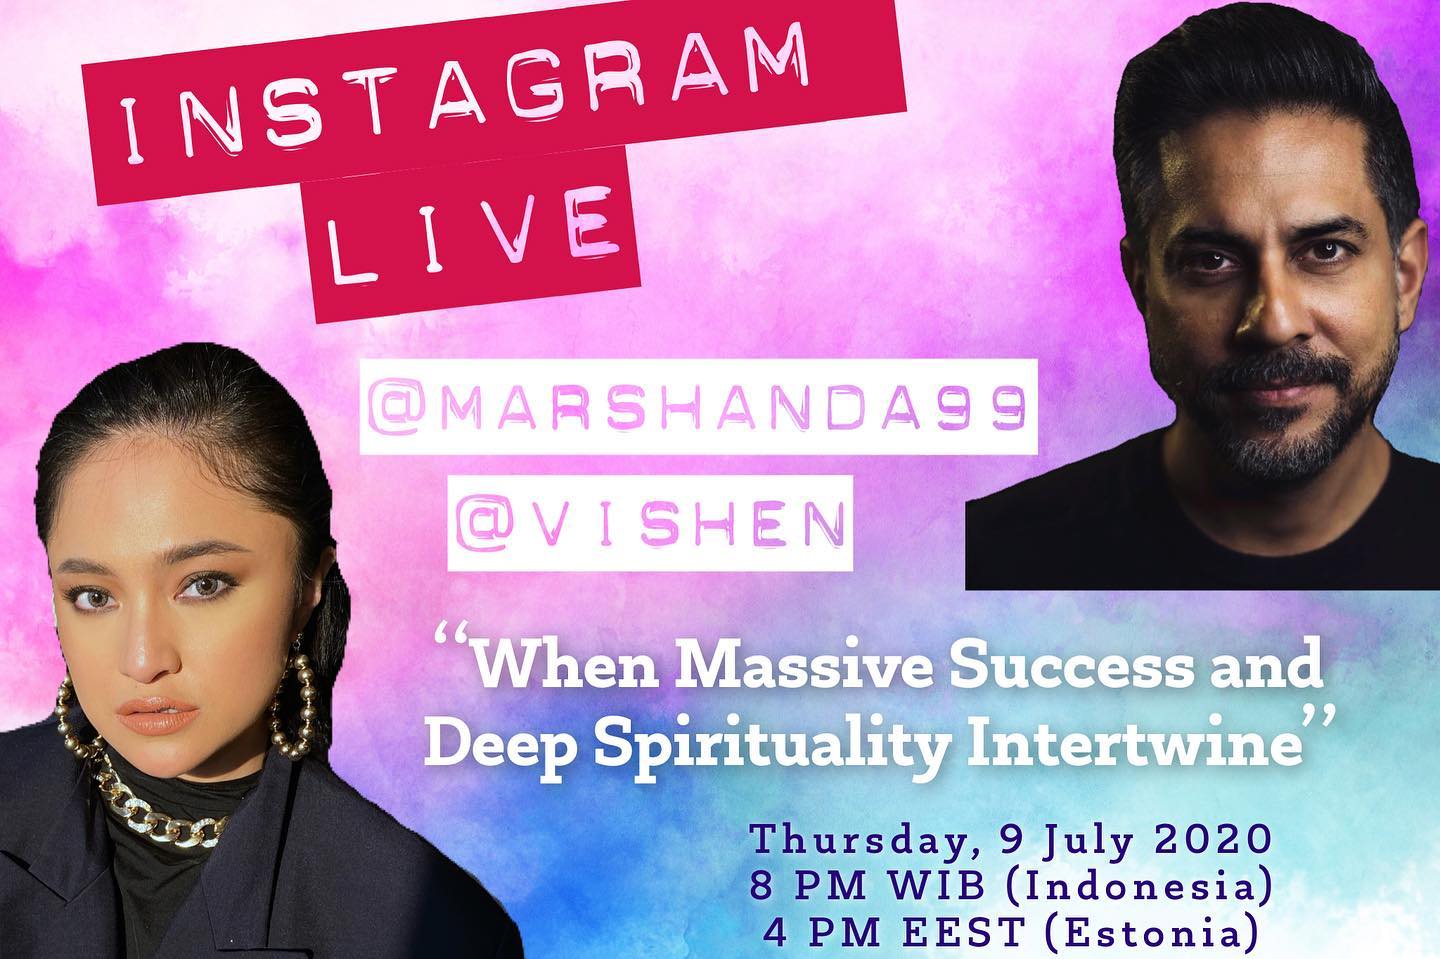 INSTAGRAM
LIVE
@MARSHANDA99
@VISHEN
“When Massive Success and
Deep Spirituality Intertwine”
Thursday, 9 July 2020
8 PM WIB (Indonesia)
4 PM EEST (Estonia)